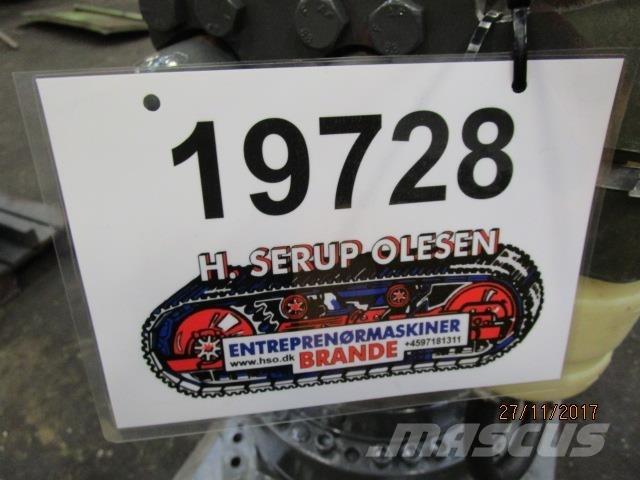 19728
H. SERUP OLESEN
ENTREPRENØRMASKINER
www.hso.dk BRANDE +4597181311
27/11/2017
MASCUS